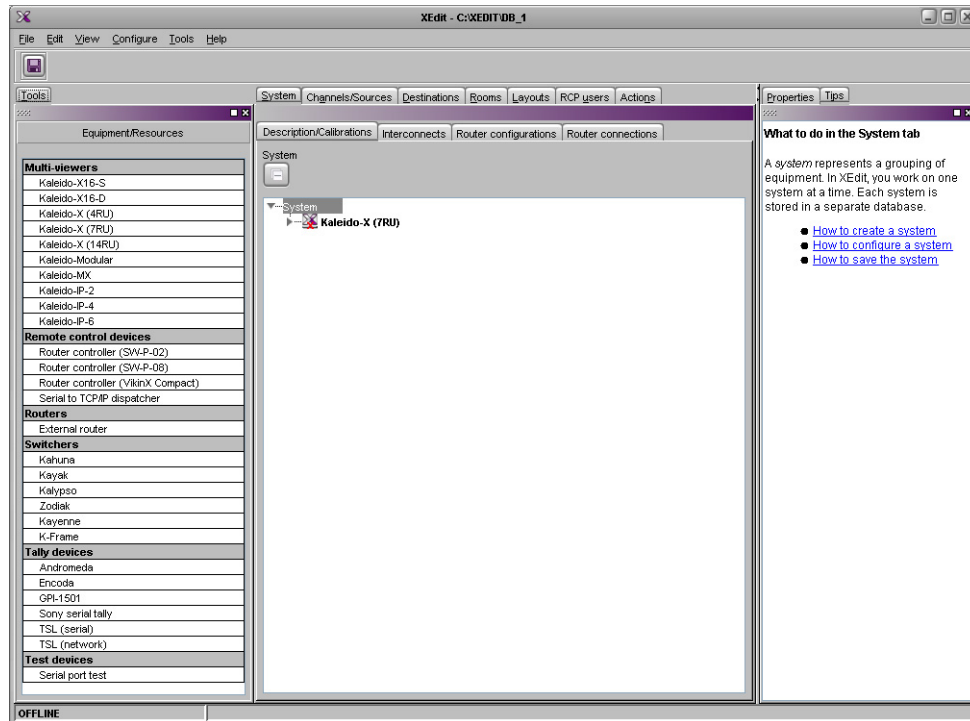 XEdit - C:\XEDIT\DB_1
File Edit View Configure Tools Help
Tools
Equipment/Resources
Multi-viewers
Kaleido-X16-S
Kaleido-X16-D
Kaleido-X (4RU)
Kaleido-X (7RU)
Kaleido-X (14RU)
Kaleido-Modular
Kaleido-MX
Kaleido-IP-2
Kaleido-IP-4
Kaleido-IP-6
Remote control devices
Router controller (SW-P-02)
Router controller (SW-P-08)
Router controller (VikinX Compact)
Serial to TCP/IP dispatcher
Routers
External router
Switchers
Kahuna
Kayak
Kalypso
Zodiak
Kayenne
K-Frame
Tally devices
Andromeda
Encoda
GPI-1501
Sony serial tally
TSL (serial)
TSL (network)
Test devices
Serial port test
System Channels/Sources Destinations Rooms Layouts RCP users Actions
Description/Calibrations Interconnects Router configurations Router connections
System
System
Kaleido-X (7RU)
Properties Tips
What to do in the System tab
A system represents a grouping of
equipment. In XEdit, you work on one
system at a time. Each system is
stored in a separate database.
How to create a system
How to configure a system
How to save the system
OFFLINE